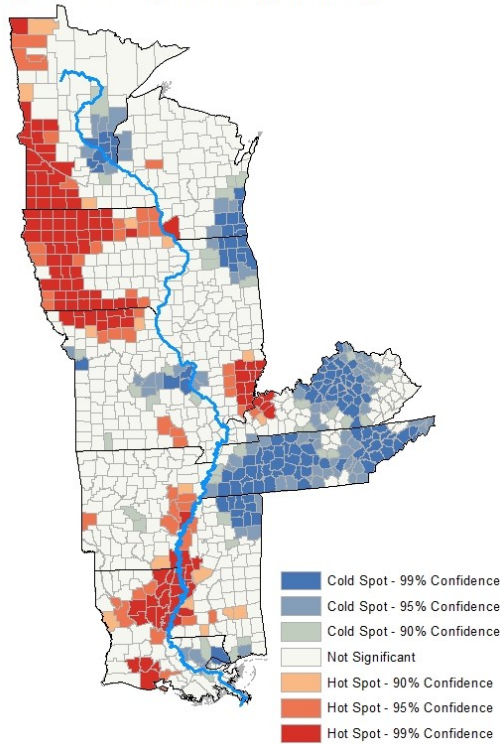 Cold Spot - 99% Confidence
Cold Spot - 95% Confidence
Cold Spot - 90% Confidence
Not Significant
Hot Spot - 90% Confidence
Hot Spot - 95% Confidence
Hot Spot - 99% Confidence